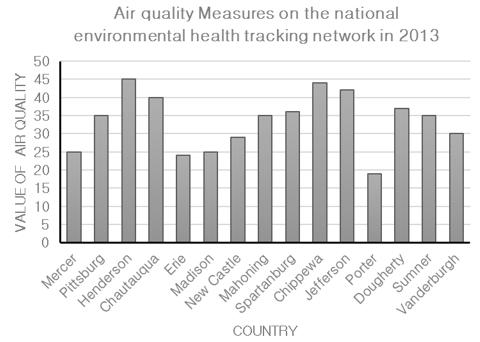 Air quality Measures on the national
environmental health tracking network in 2013
VALUE OF AIR QUALITY
50
45
40
35
30
25
20
15
10
5
0
Mercer
Pittsburg
Henderson
Chautauqua
Erie
Madison
New Castle
Mahoning
Spartanburg
Chippewa
Jefferson
Porter
Dougherty
Sumner
Vanderburgh
COUNTRY